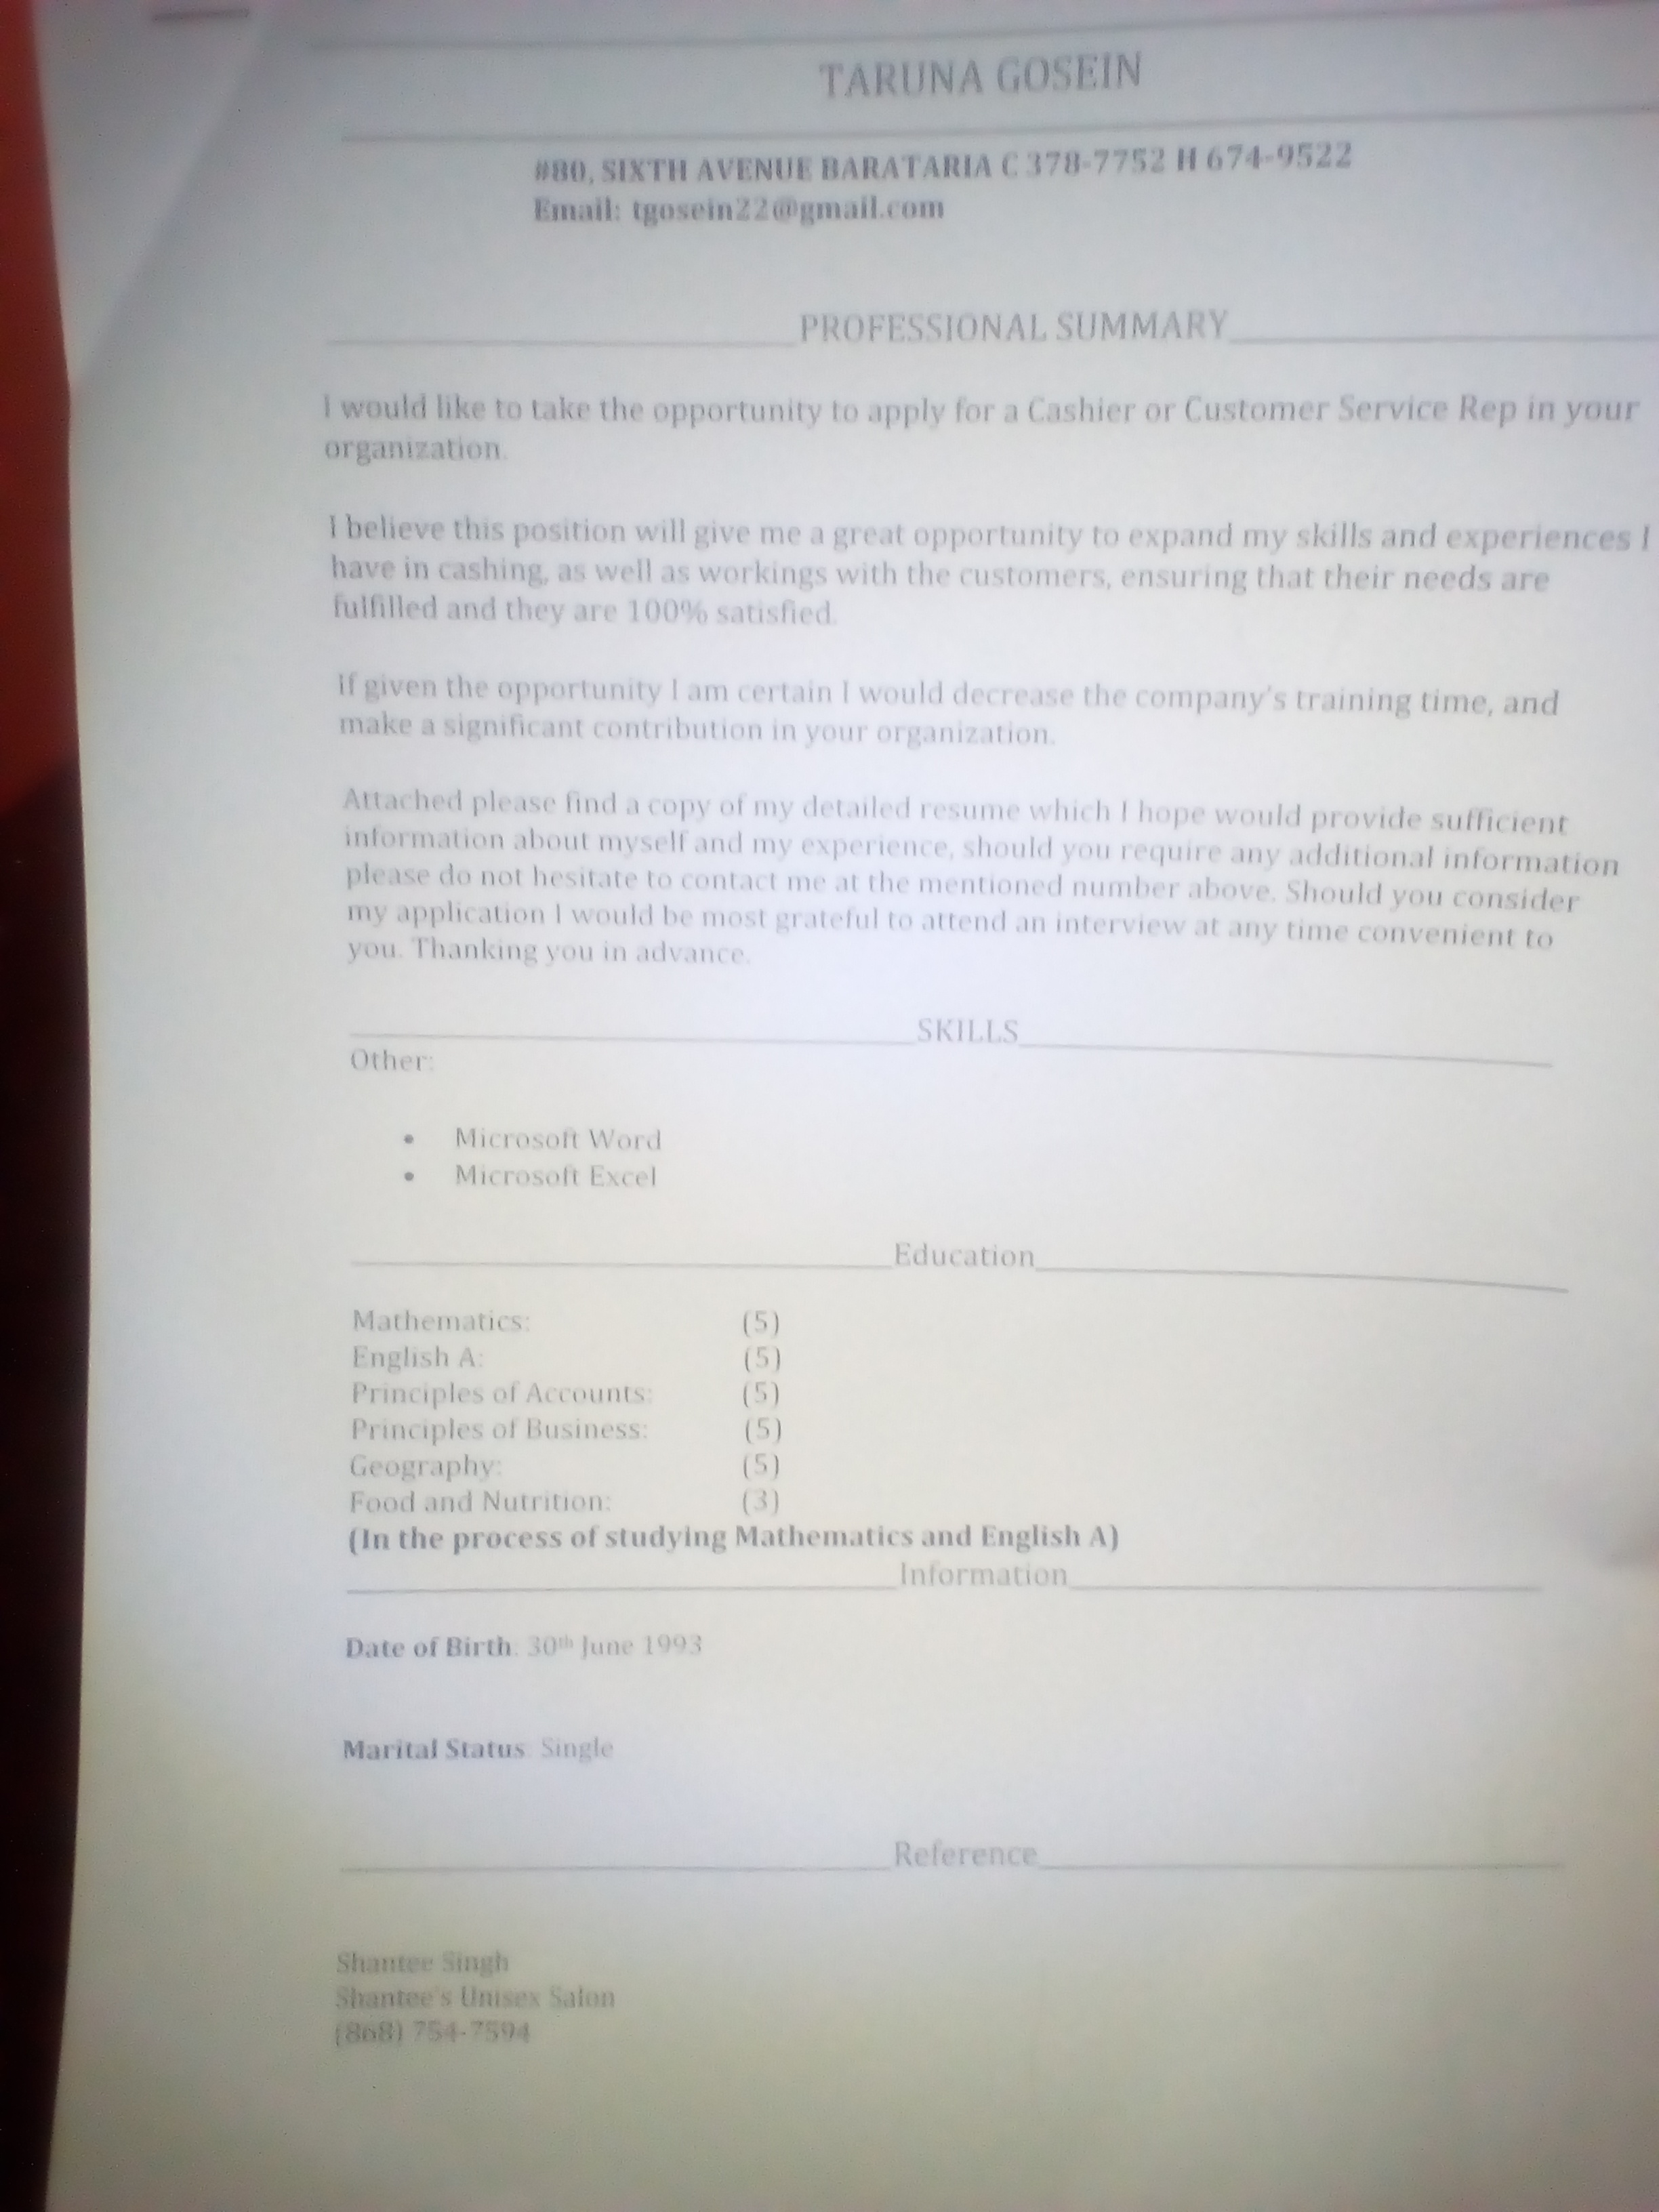 TARUNA GOSEIN
#80, SIXTH AVENUE BARATARIA C 378-7752 H 674-9522
Email: tgosein22@gmail.com
PROFESSIONAL SUMMARY
I would like to take the opportunity to apply for a Cashier or Customer Service Rep in your
organization.
I believe this position will give me a great opportunity to expand my skills and experiences I
have in cashing, as well as workings with the customers, ensuring that their needs are
fulfilled and they are 100% satisfied.
If given the opportunity I am certain I would decrease the company's training time, and
make a significant contribution in your organization.
Attached please find a copy of my detailed resume which I hope would provide sufficient
information about myself and my experience, should you require any additional information
please do not hesitate to contact me at the mentioned number above. Should you consider
my application I would be most grateful to attend an interview at any time convenient to
you. Thanking you in advance.
SKILLS
Other:
• Microsoft Word
• Microsoft Excel
Education
Mathematics: (5)
English A: (5)
Principles of Accounts: (5)
Principles of Business: (5)
Geography: (5)
Food and Nutrition: (3)
(In the process of studying Mathematics and English A)
Information
Date of Birth: 30th June 1993
Marital Status: Single
Reference
Shantee Singh
Shantee's Unisex Salon
(868) 754-7594